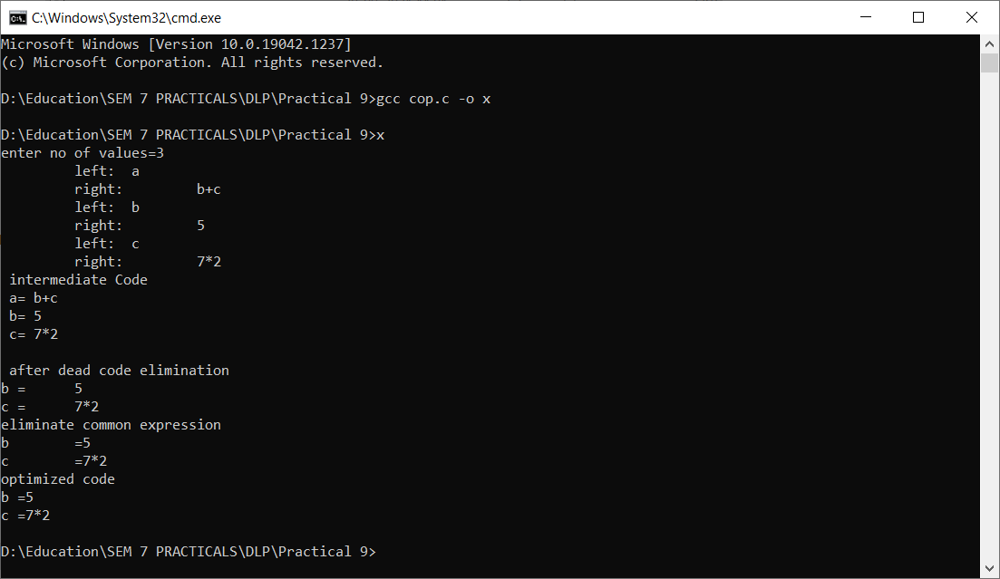 C:\Windows\System32\cmd.exe
Microsoft Windows [Version 10.0.19042.1237]
(c) Microsoft Corporation. All rights reserved.
D:\Education\SEM 7 PRACTICALS\DLP\Practical 9>gcc cop.c -o x
D:\Education\SEM 7 PRACTICALS\DLP\Practical 9>x
enter no of values=3
left: a
right: b+c
left: b
right: 5
left: c
right: 7*2
intermediate Code
a= b+c
b= 5
c= 7*2
after dead code elimination
b = 5
c = 7*2
eliminate common expression
b =5
c =7*2
optimized code
b =5
c =7*2
D:\Education\SEM 7 PRACTICALS\DLP\Practical 9>